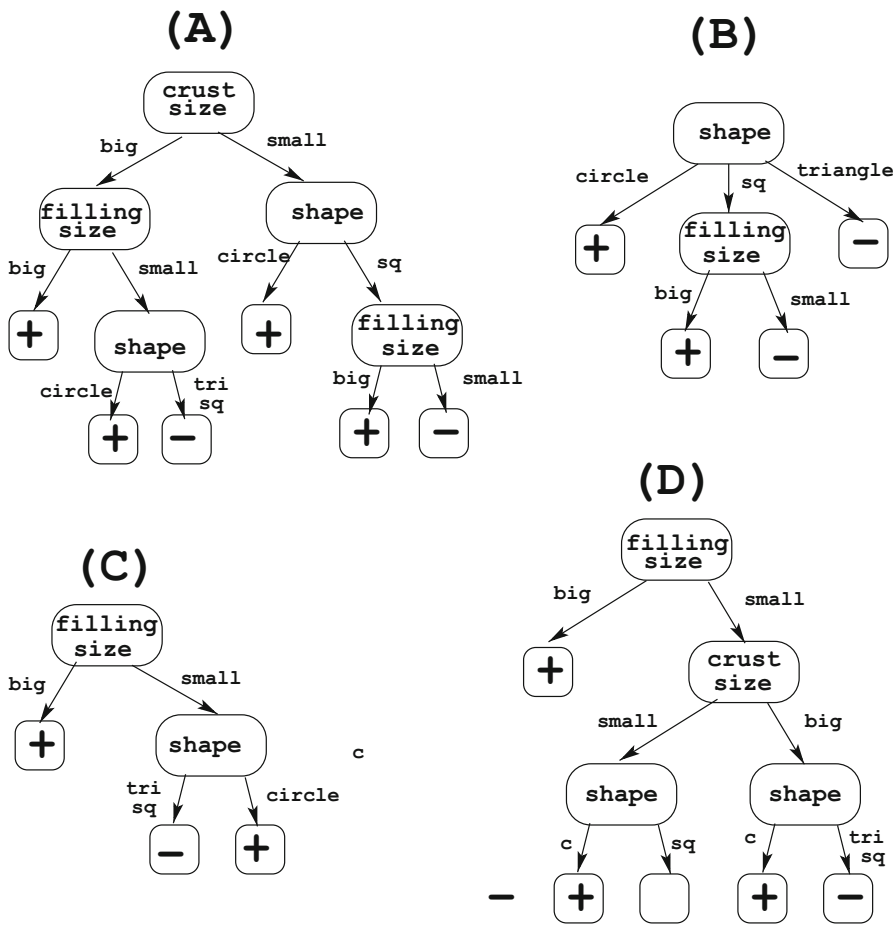 (A)
crust
size
big
small
filling
size
shape
big
small
circle
sq
+
shape
+
filling
size
circle
tri
sq
big
small
+
−
+
−
(B)
shape
circle
sq
triangle
+
filling
size
−
big
small
+
−
(C)
filling
size
big
small
+
shape
c
tri
sq
circle
−
+
(D)
filling
size
big
small
+
crust
size
small
big
shape
shape
c
sq
c
tri
sq
−
+
+
−